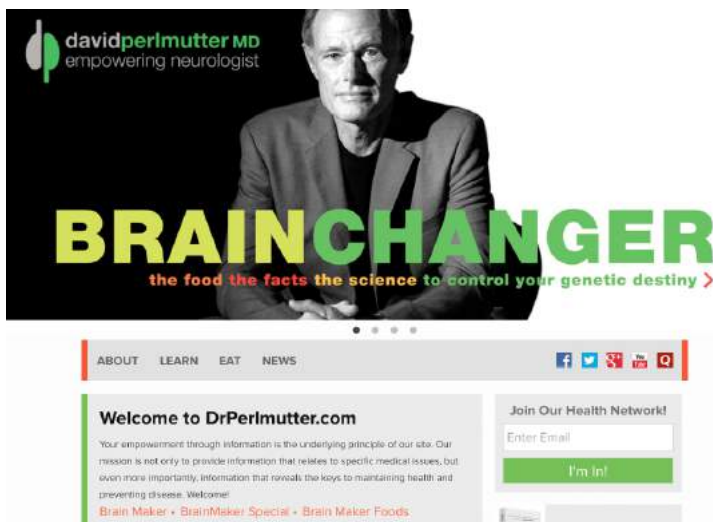 davidperlmutter MD
empowering neurologist
BRAINCHANGER
the food the facts the science to control your genetic destiny >
ABOUT LEARN EAT NEWS
Welcome to DrPerlmutter.com
Your empowerment through information is the underlying principle of our site. Our
mission is not only to provide information that relates to specific medical issues, but
even more importantly, information that reveals the keys to maintaining health and
preventing disease. Welcome!
Brain Maker • BrainMaker Special • Brain Maker Foods
Join Our Health Network!
Enter Email
I'm In!